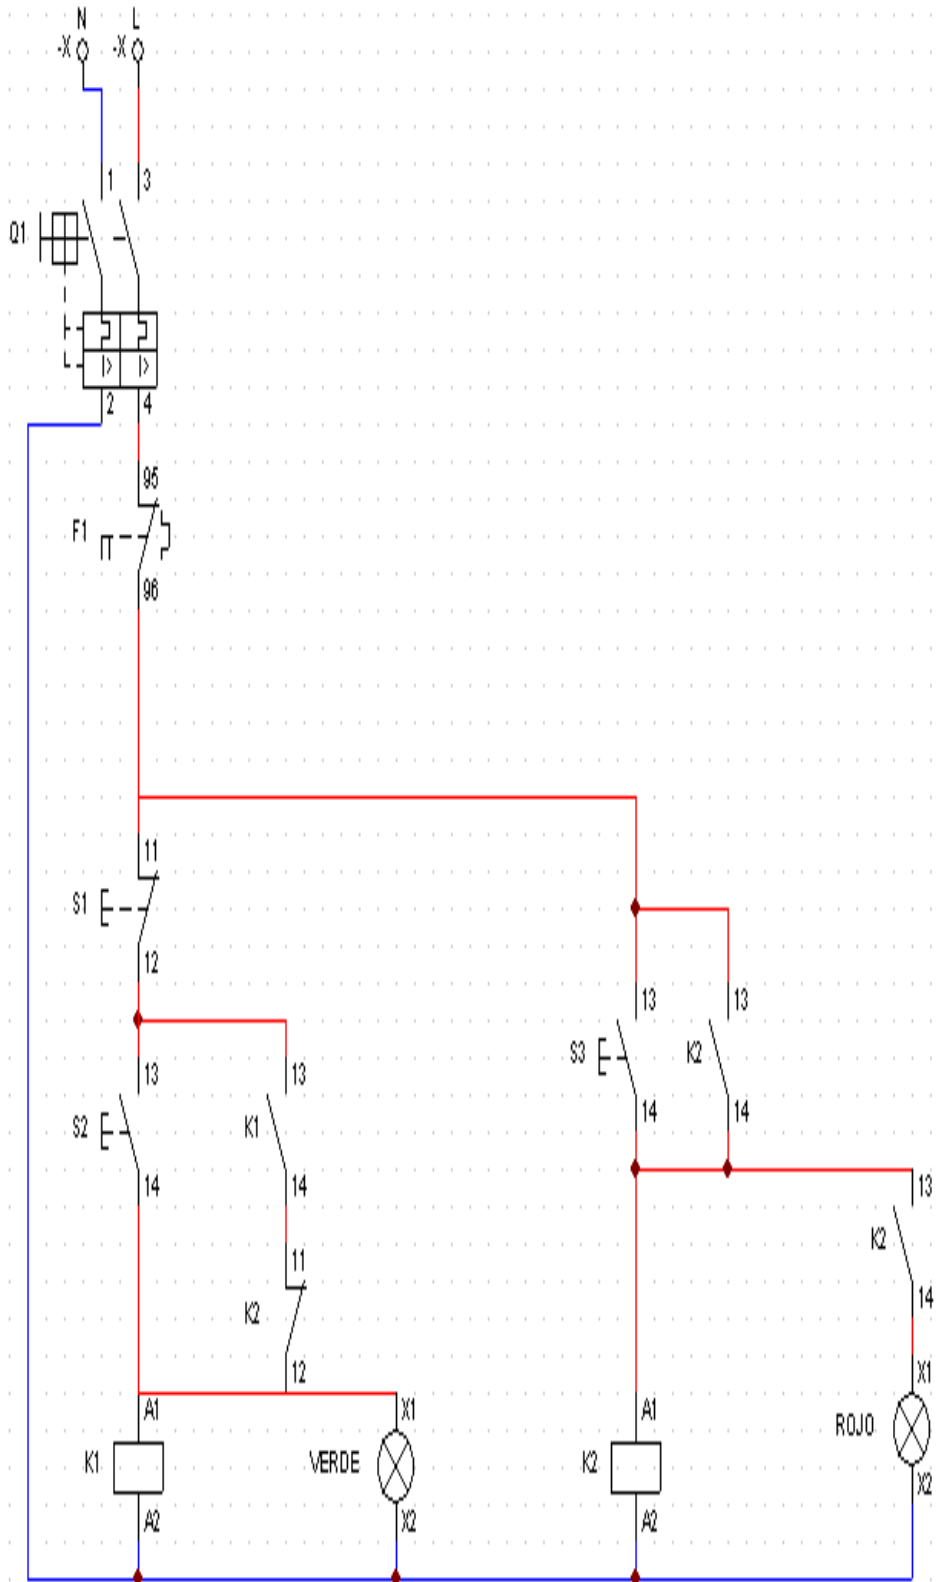 N L
-X -X
1 3
Q1
2 4
95
F1
96
11
S1
12
13 13
S3 K2
13 13
S2 K1
14 14
14 14
13
K2
11
K2
14
12
A1 X1 A1 X1
K1 VERDE K2 ROJO
A2 X2 A2 X2